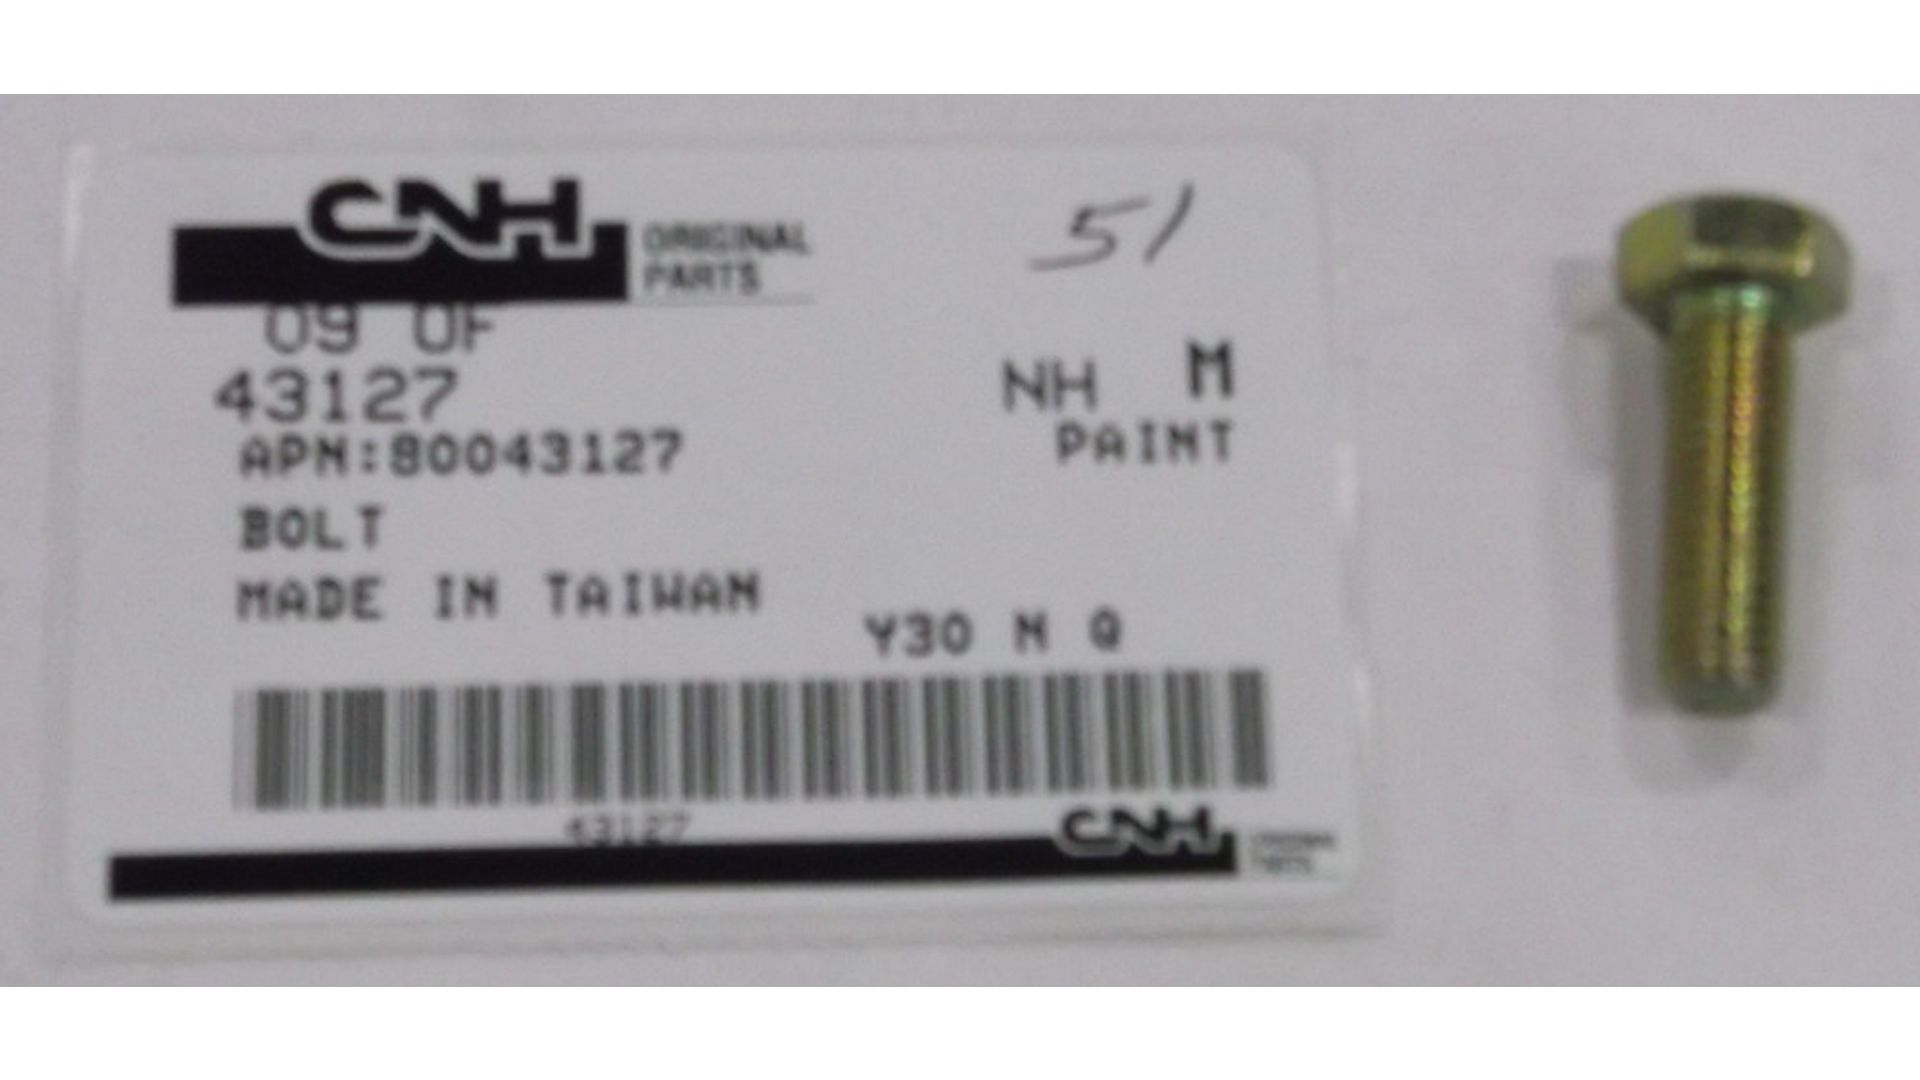 CNH ORIGINAL PARTS
51
09 OF
43127
NH M
APN:80043127
PAINT
BOLT
MADE IN TAIWAN
Y30 N Q
43127
CNH